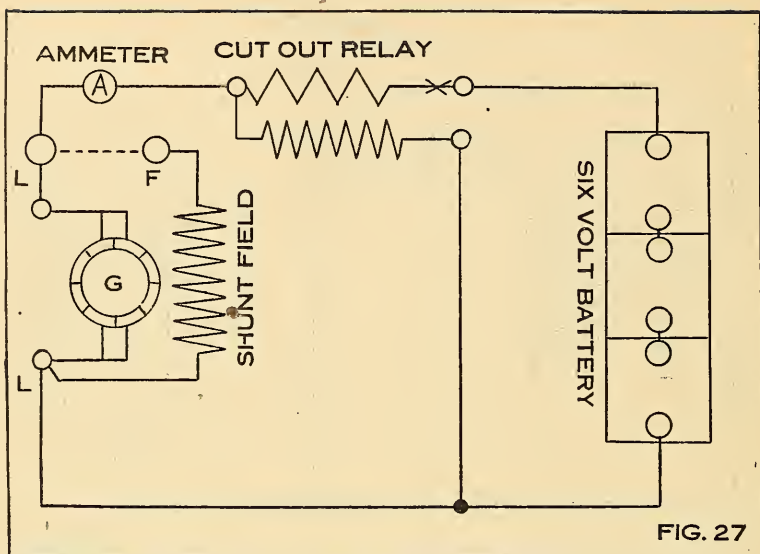 AMMETER
CUT OUT RELAY
A
L
F
G
SHUNT FIELD
SIX VOLT BATTERY
L
FIG. 27